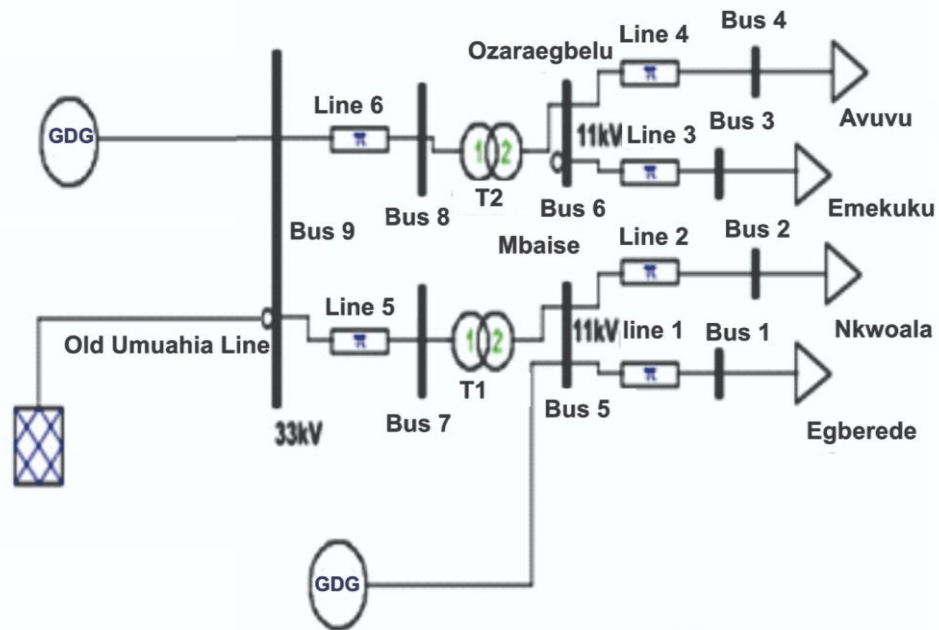 Ozaraegbelu
Line 4
Bus 4
GDG
Line 6
π
π
1 2
11kV
Line 3
Bus 3
Avuvu
T2
Bus 8
Bus 6
π
Emekuku
Bus 9
Mbaise
Line 2
Bus 2
π
Line 5
Old Umuahia Line
π
1 2
11kV
line 1
Bus 1
Nkwoala
T1
π
Bus 7
Bus 5
33kV
Egberede
GDG